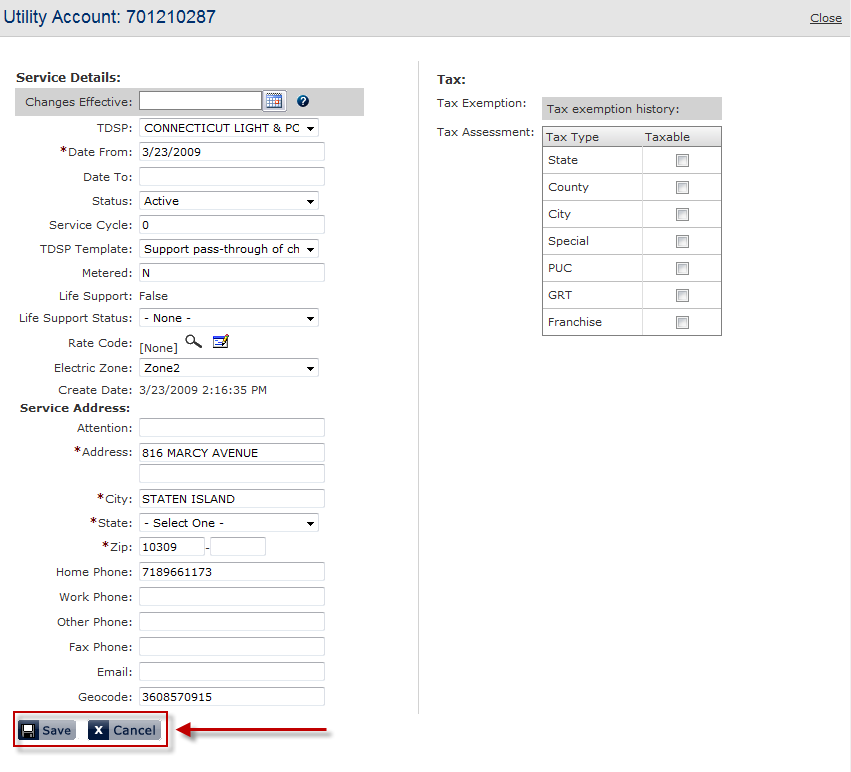 Utility Account: 701210287
Close
Service Details:
Changes Effective:
?
TDSP: CONNECTICUT LIGHT & PC
*Date From: 3/23/2009
Date To:
Status: Active
Service Cycle: 0
TDSP Template: Support pass-through of ch
Metered: N
Life Support: False
Life Support Status: - None -
Rate Code: [None]
Electric Zone: Zone2
Create Date: 3/23/2009 2:16:35 PM
Service Address:
Attention:
*Address: 816 MARCY AVENUE
*City: STATEN ISLAND
*State: - Select One -
*Zip: 10309 -
Home Phone: 7189661173
Work Phone:
Other Phone:
Fax Phone:
Email:
Geocode: 3608570915
Save
X Cancel
Tax:
Tax Exemption: Tax exemption history:
Tax Assessment:
Tax Type Taxable
State
County
City
Special
PUC
GRT
Franchise